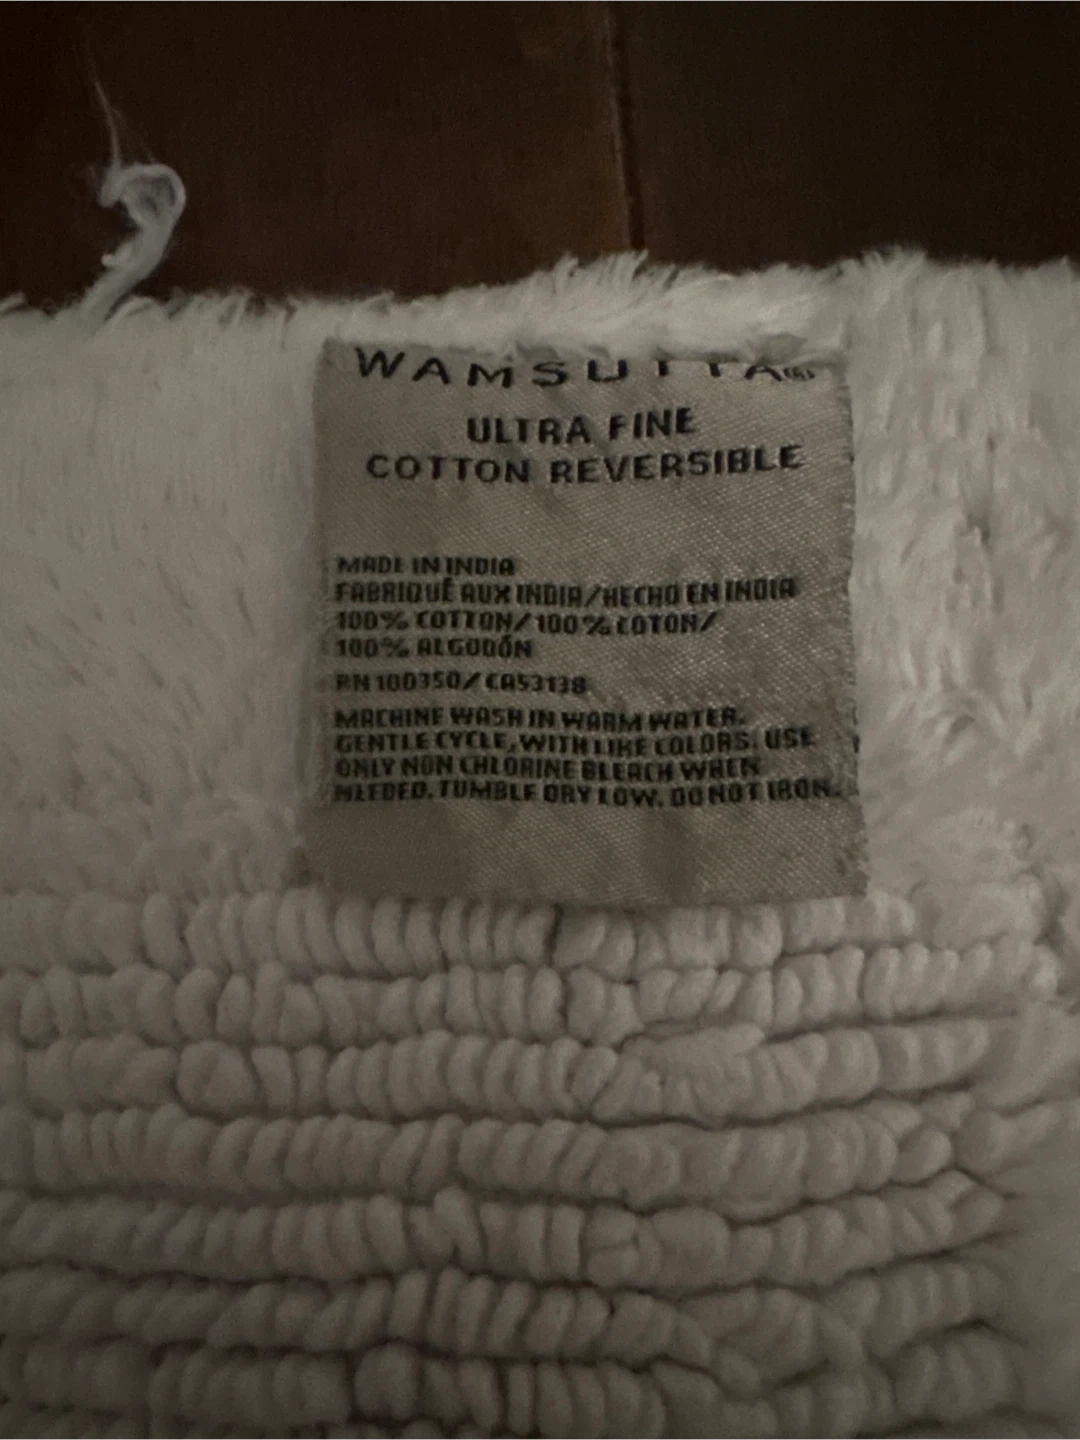 WAMSUTTA®
ULTRA FINE
COTTON REVERSIBLE
MADE IN INDIA
FABRIQUÉ AUX INDIA/HECHO EN INDIA
100% COTTON/100% COTON/
100% ALGODÓN
RN 100350/CA53138
MACHINE WASH IN WARM WATER.
GENTLE CYCLE, WITH LIKE COLORS. USE
ONLY NON CHLORINE BLEACH WHEN
NEEDED. TUMBLE DRY LOW. DO NOT IRON.